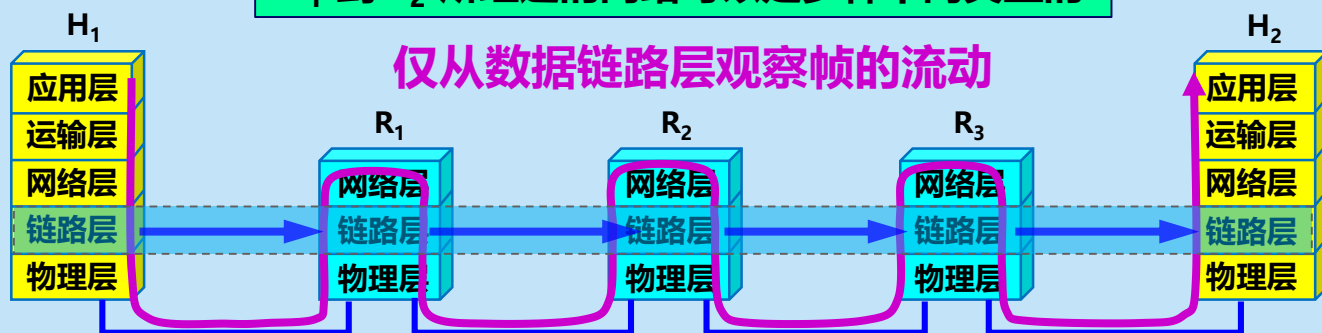 仅从数据链路层观察帧的流动
H₁
应用层
运输层
网络层
链路层
物理层
R₁
网络层
链路层
物理层
R₂
网络层
链路层
物理层
R₃
网络层
链路层
物理层
H₂
应用层
运输层
网络层
链路层
物理层